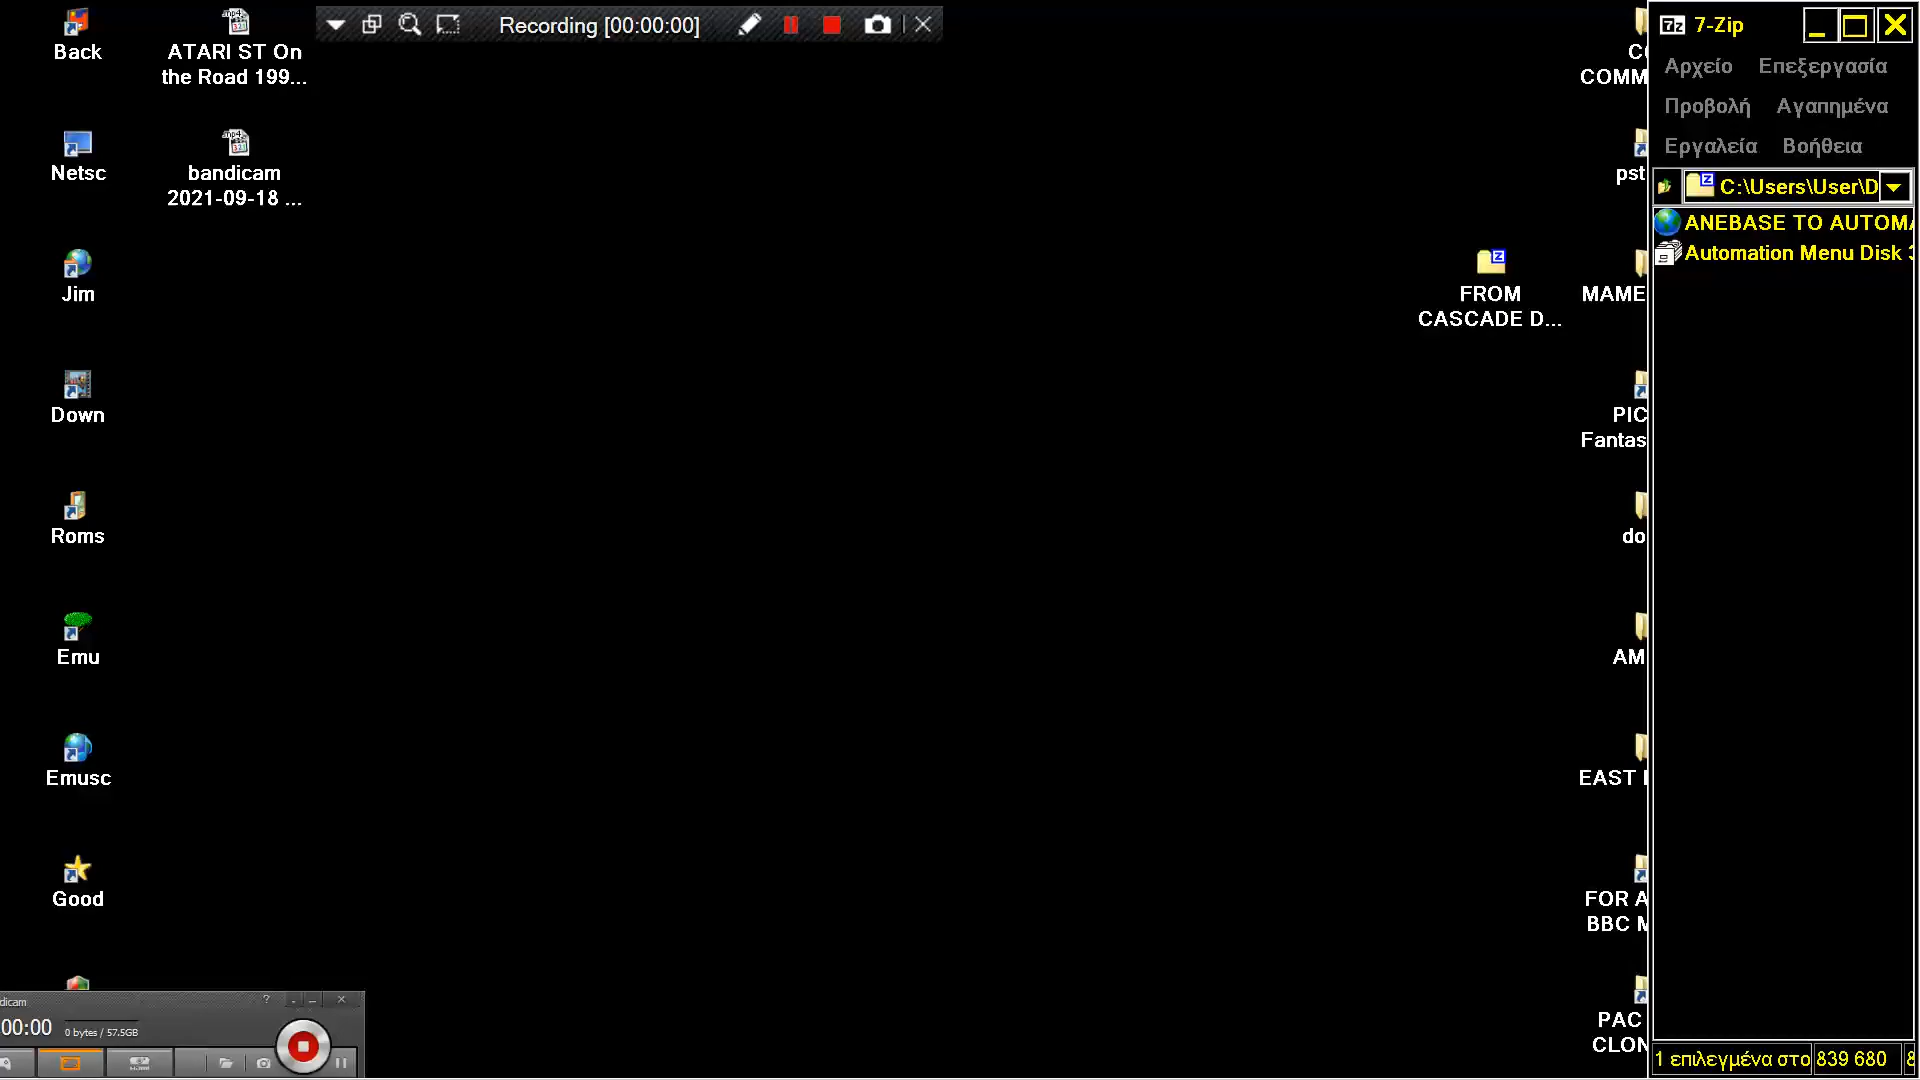 Back
ATARI ST On
the Road 199...
Recording [00:00:00]
Netsc
bandicam
2021-09-18 ...
Jim
Down
Roms
Emu
Emusc
Good
dicam
?
00:00
0 bytes / 57.5GB
FROM
CASCADE D...
COMM
pst
MAME
PIC
Fantas
do
AM
EAST
FOR A
BBC
PAC
CLON
7-Zip
Αρχείο Επεξεργασία
Προβολή Αγαπημένα
Εργαλεία Βοήθεια
C:\Users\User\D
ANEBASE TO AUTOMA
Automation Menu Disk
1 επιλεγμένα στο 839 680